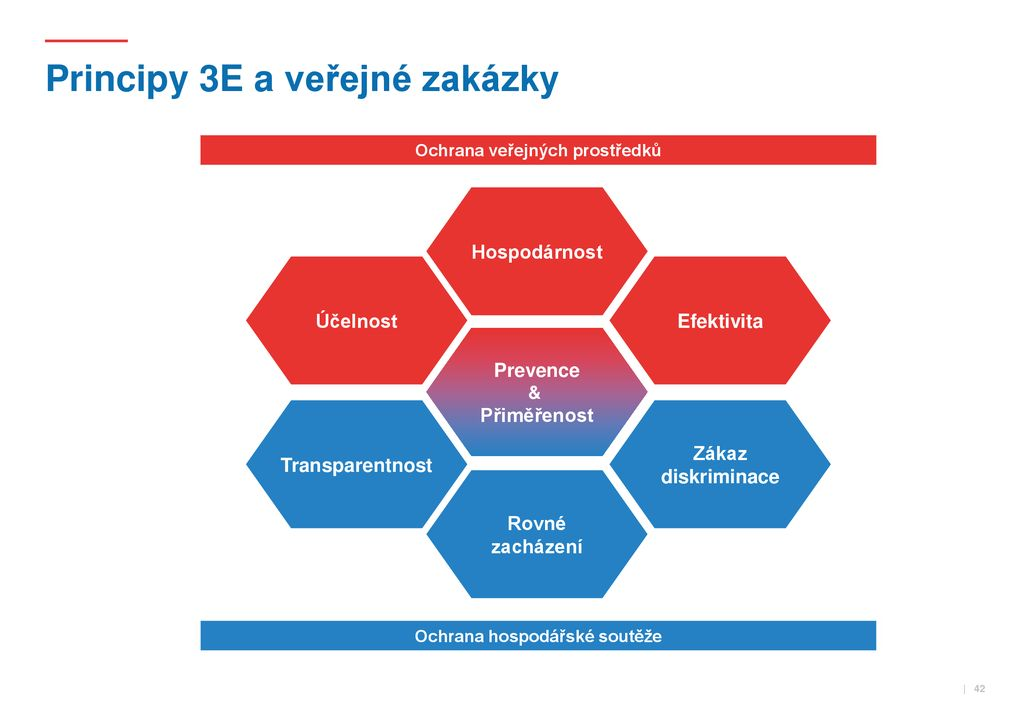 Principy 3E a veřejné zakázky
Ochrana veřejných prostředků
Hospodárnost
Účelnost
Efektivita
Prevence
&
Přiměřenost
Transparentnost
Zákaz
diskriminace
Rovné
zacházení
Ochrana hospodářské soutěže
| 42